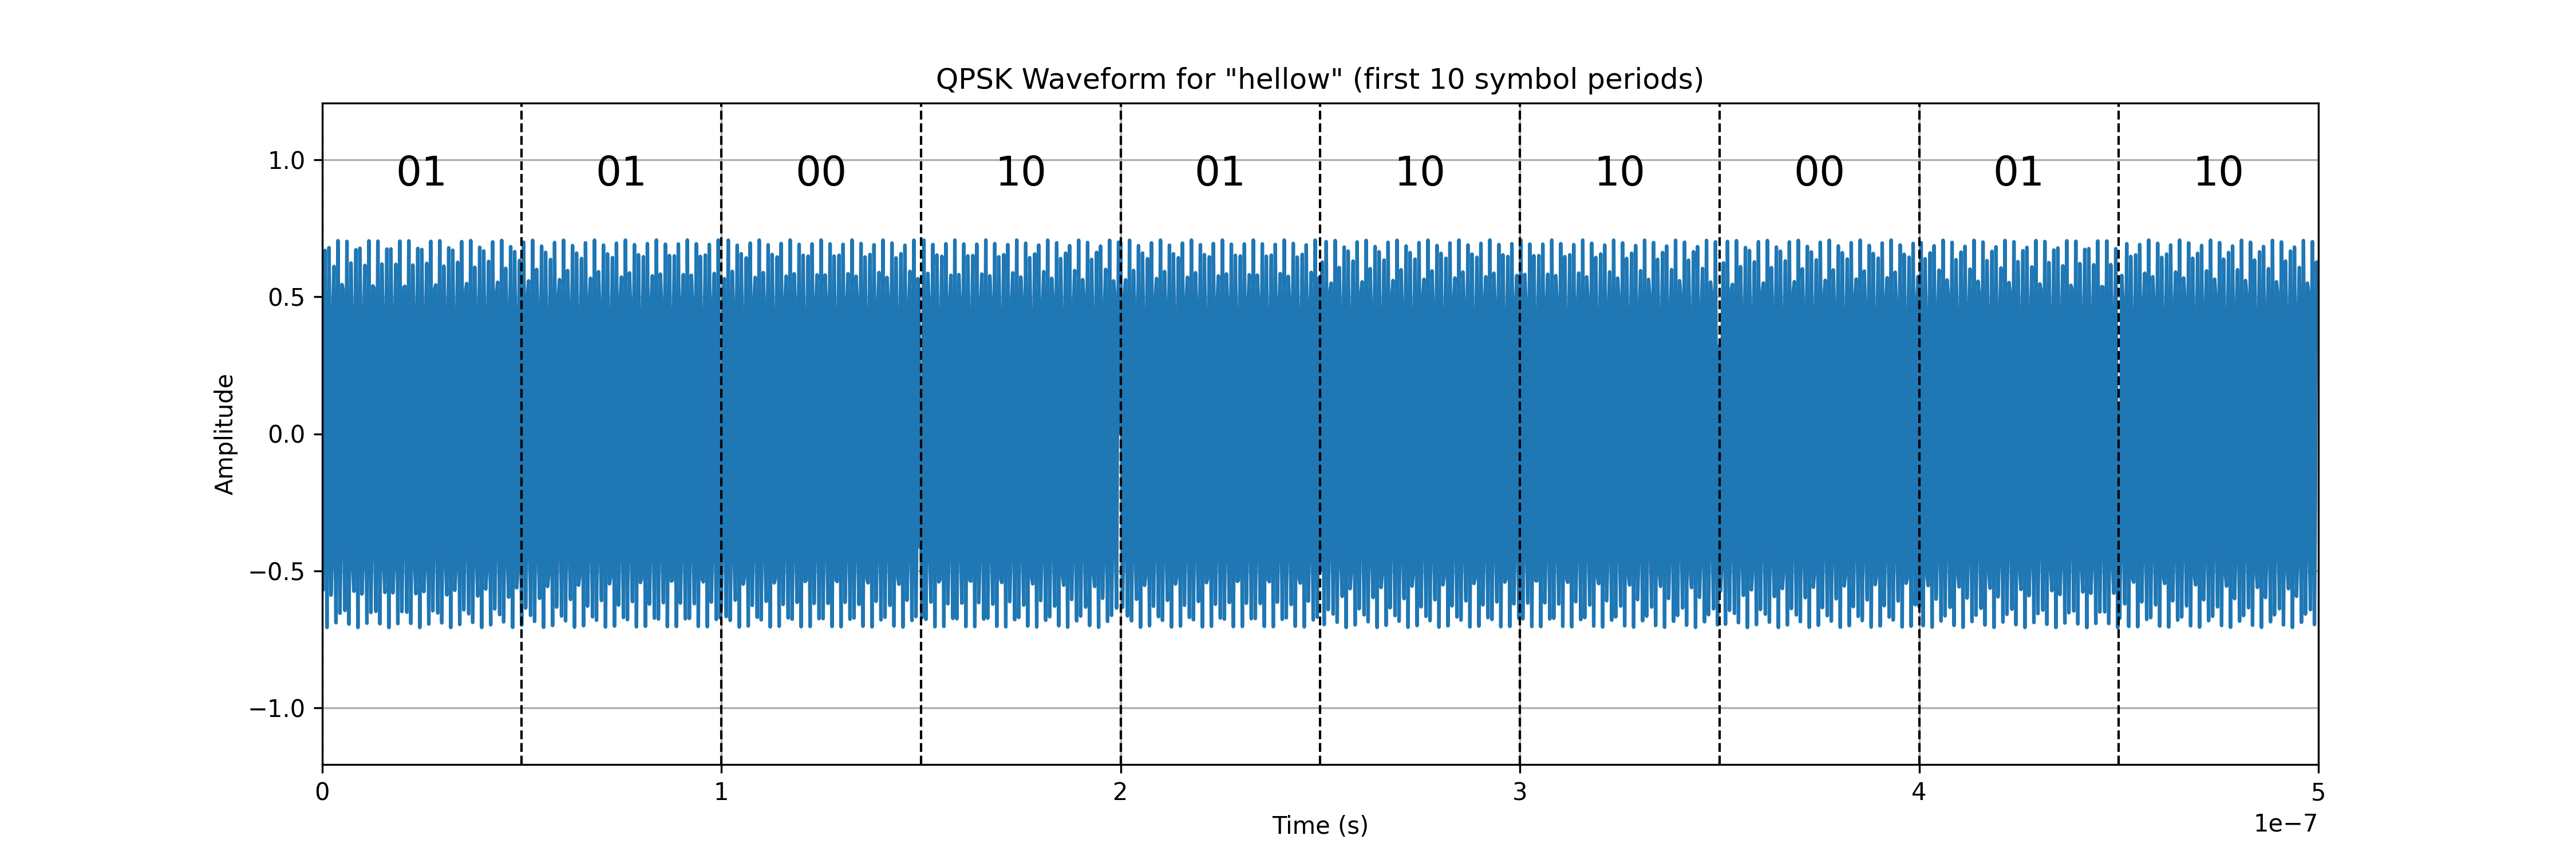 QPSK Waveform for "hellow" (first 10 symbol periods)
1.0
0.5
0.0
−0.5
−1.0
Amplitude
01 01 00 10 01 10 10 00 01 10
0 1 2 3 4 5
Time (s)
1e−7